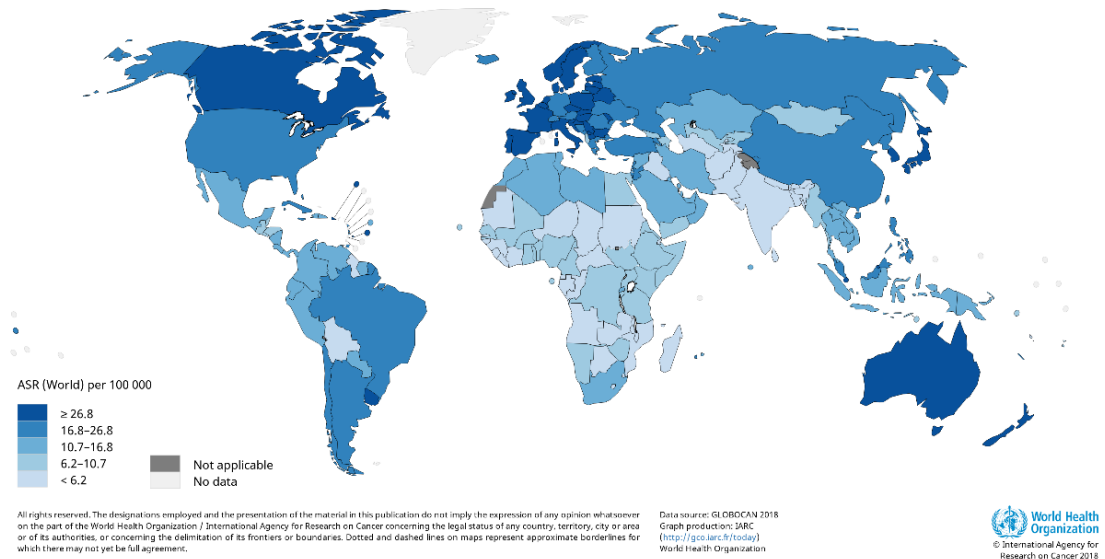 ASR (World) per 100 000
≥ 26.8
16.8–26.8
10.7–16.8
6.2–10.7
< 6.2
Not applicable
No data
All rights reserved. The designations employed and the presentation of the material in this publication do not imply the expression of any opinion whatsoever
on the part of the World Health Organization / International Agency for Research on Cancer concerning the legal status of any country, territory, city or area
or of its authorities, or concerning the delimitation of its frontiers or boundaries. Dotted and dashed lines on maps represent approximate borderlines for
which there may not yet be full agreement.
Data source: GLOBOCAN 2018
Graph production: IARC
(http://gco.iarc.fr/today)
World Health Organization
World Health
Organization
© International Agency for
Research on Cancer 2018